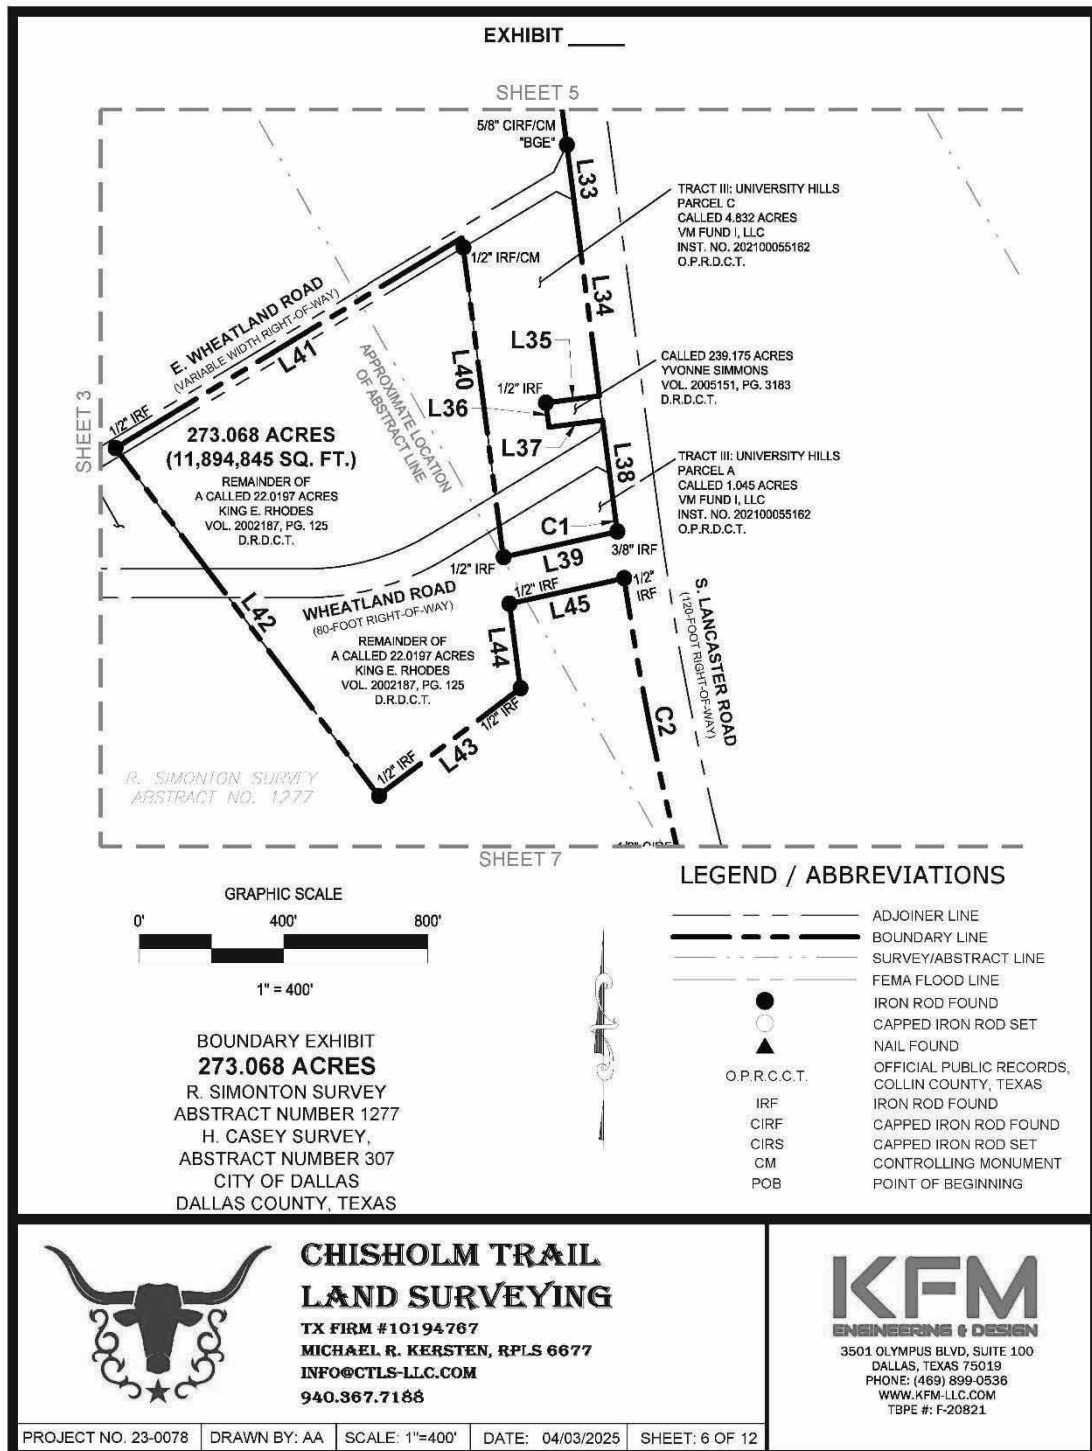 EXHIBIT _____
SHEET 5
5/8" CIRF/CM
"BGE"
L33
TRACT III: UNIVERSITY HILLS
PARCEL C
CALLED 4.832 ACRES
VM FUND I, LLC
INST. NO. 202100055162
O.P.R.D.C.T.
1/2" IRF/CM
E. WHEATLAND ROAD
(VARIABLE WIDTH RIGHT-OF-WAY)
L41
L34
L40
APPROXIMATE LOCATION
OF ABSTRACT LINE
L35
CALLED 239.175 ACRES
YVONNE SIMMONS
VOL. 2005151, PG. 3183
D.R.D.C.T.
1/2" IRF
L36
L37
SHEET 3
1/2" IRF
273.068 ACRES
(11,894,845 SQ. FT.)
REMAINDER OF
A CALLED 22.0197 ACRES
KING E. RHODES
VOL. 2002187, PG. 125
D.R.D.C.T.
L38
TRACT III: UNIVERSITY HILLS
PARCEL A
CALLED 1.045 ACRES
VM FUND I, LLC
INST. NO. 202100055162
O.P.R.D.C.T.
C1
3/8" IRF
L39
1/2" IRF
1/2" IRF
L45
1/2"
IRF
L42
WHEATLAND ROAD
(80-FOOT RIGHT-OF-WAY)
REMAINDER OF
A CALLED 22.0197 ACRES
KING E. RHODES
VOL. 2002187, PG. 125
D.R.D.C.T.
L44
S. LANCASTER ROAD
(120-FOOT RIGHT-OF-WAY)
C2
1/2" IRF
L43
1/2" IRF
R. SIMONTON SURVEY
ABSTRACT NO. 1277
SHEET 7
GRAPHIC SCALE
0' 400' 800'
1" = 400'
BOUNDARY EXHIBIT
273.068 ACRES
R. SIMONTON SURVEY
ABSTRACT NUMBER 1277
H. CASEY SURVEY,
ABSTRACT NUMBER 307
CITY OF DALLAS
DALLAS COUNTY, TEXAS
LEGEND / ABBREVIATIONS
ADJOINER LINE
BOUNDARY LINE
SURVEY/ABSTRACT LINE
FEMA FLOOD LINE
IRON ROD FOUND
CAPPED IRON ROD SET
NAIL FOUND
O.P.R.C.C.T. OFFICIAL PUBLIC RECORDS,
COLLIN COUNTY, TEXAS
IRF IRON ROD FOUND
CIRF CAPPED IRON ROD FOUND
CIRS CAPPED IRON ROD SET
CM CONTROLLING MONUMENT
POB POINT OF BEGINNING
CHISHOLM TRAIL
LAND SURVEYING
TX FIRM #10194767
MICHAEL R. KERSTEN, RPLS 6677
INFO@CTLS-LLC.COM
940.367.7188
KFM
ENGINEERING & DESIGN
3501 OLYMPUS BLVD, SUITE 100
DALLAS, TEXAS 75019
PHONE: (469) 899-0536
WWW.KFM-LLC.COM
TBPE #: F-20821
PROJECT NO. 23-0078 DRAWN BY: AA SCALE: 1"=400' DATE: 04/03/2025 SHEET: 6 OF 12